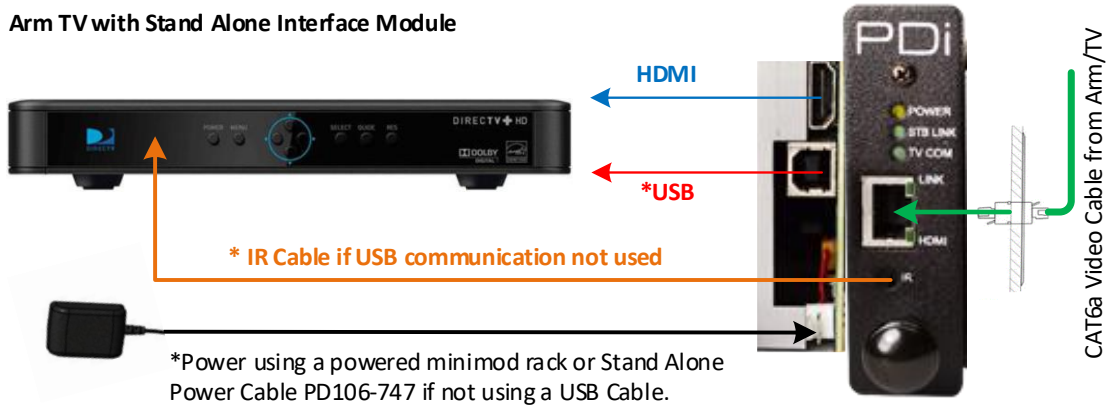 Arm TV with Stand Alone Interface Module
HDMI
*USB
* IR Cable if USB communication not used
*Power using a powered minimod rack or Stand Alone
Power Cable PD106-747 if not using a USB Cable.
DIRECTV
POWER MENU
SELECT GUIDE RES
DIRECTV + HD
DOLBY
DIGITAL
PDi
POWER
STB LINK
TV COM
LINK
HDMI
IR
CAT6a Video Cable from Arm/TV